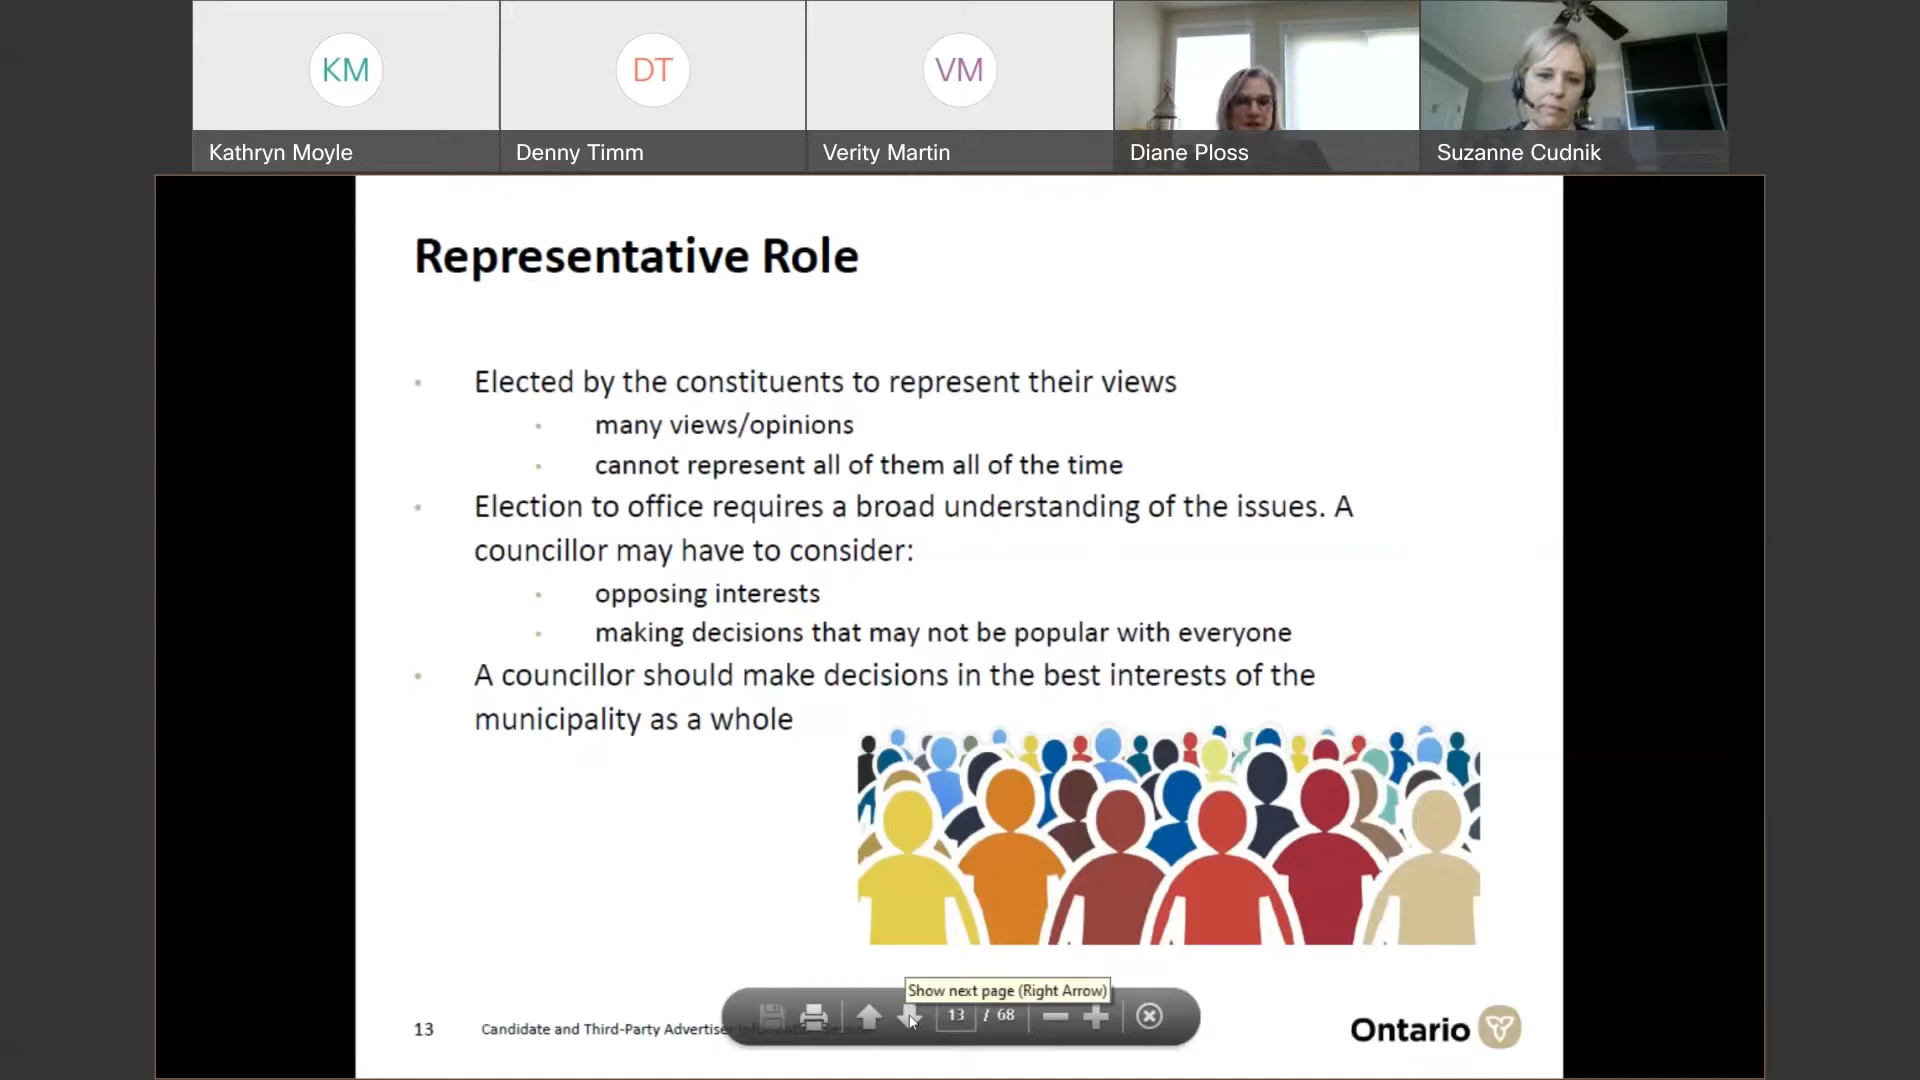 KM
DT
VM
Kathryn Moyle
Denny Timm
Verity Martin
Diane Ploss
Suzanne Cudnik
Representative Role
Elected by the constituents to represent their views
many views/opinions
cannot represent all of them all of the time
Election to office requires a broad understanding of the issues. A
councillor may have to consider:
opposing interests
making decisions that may not be popular with everyone
A councillor should make decisions in the best interests of the
municipality as a whole
Show next page (Right Arrow)
13 / 68
13 Candidate and Third-Party Advertiser
Ontario